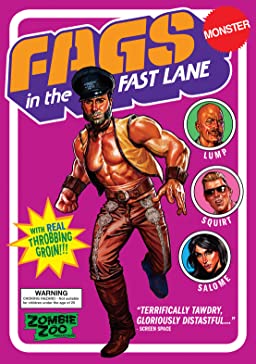 MONSTER
FAGS
in the FAST LANE
LUMP
WITH REAL
THROBBING
GROIN!!!
SQUIRT
SALOME
WARNING
ZOMBIE
ZOO
"TERRIFICALLY TAWDRY,
GLORIOUSLY DISTASTEFUL..."
SCREEN SPACE